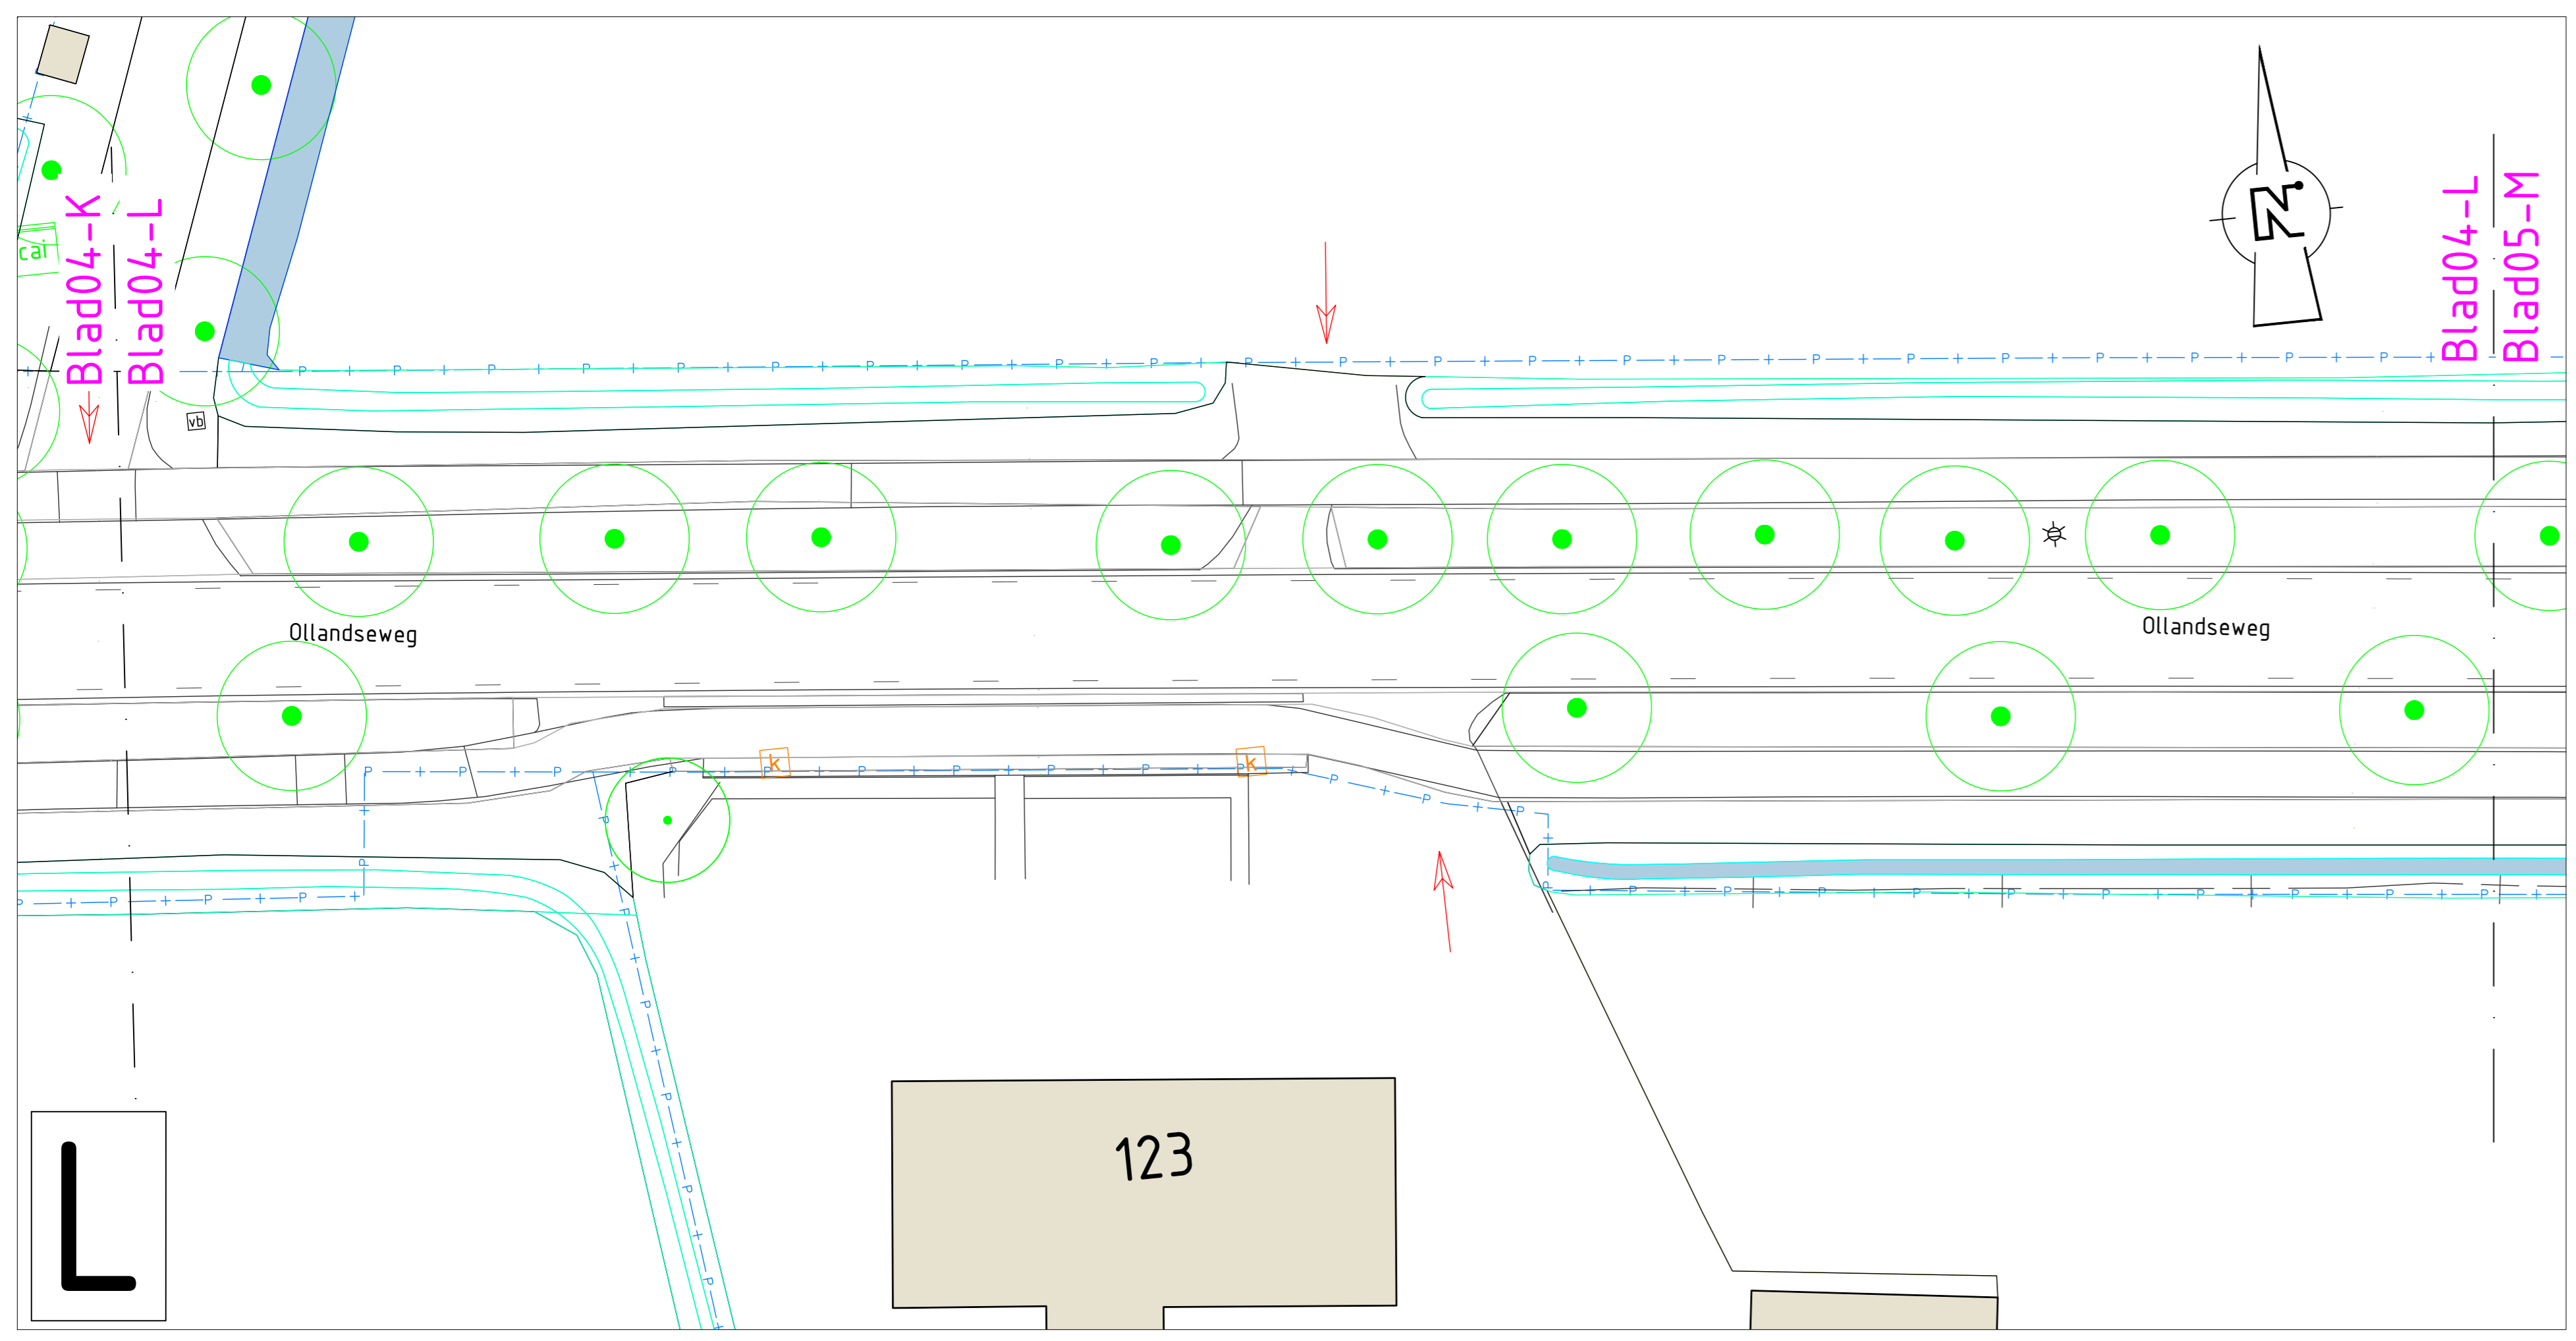 Blad04-K
Blad04-L
Blad04-L
Blad05-M
N
cai
vb
Ollandseweg
Ollandseweg
k
k
123
L